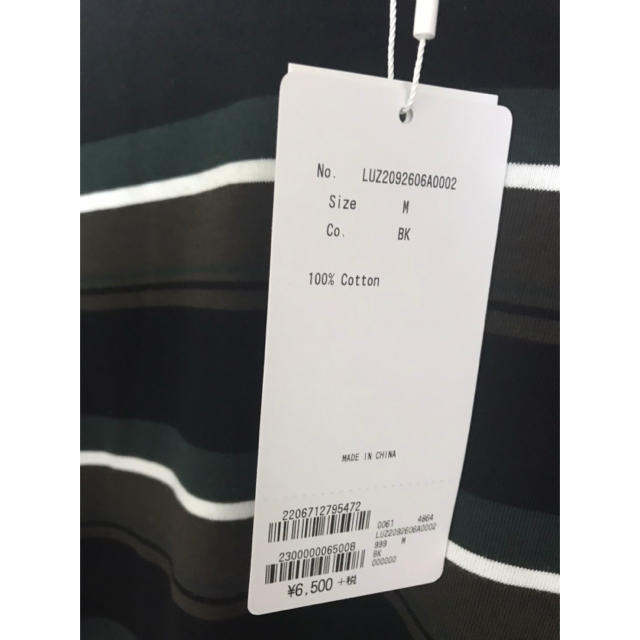 No. LUZ2092606A0002
Size M
Co. BK
100% Cotton
MADE IN CHINA
2206712795472
2300000065008
¥6,500 +税
0061 4864
LUZ2092606A0002
999 M
BK
000000